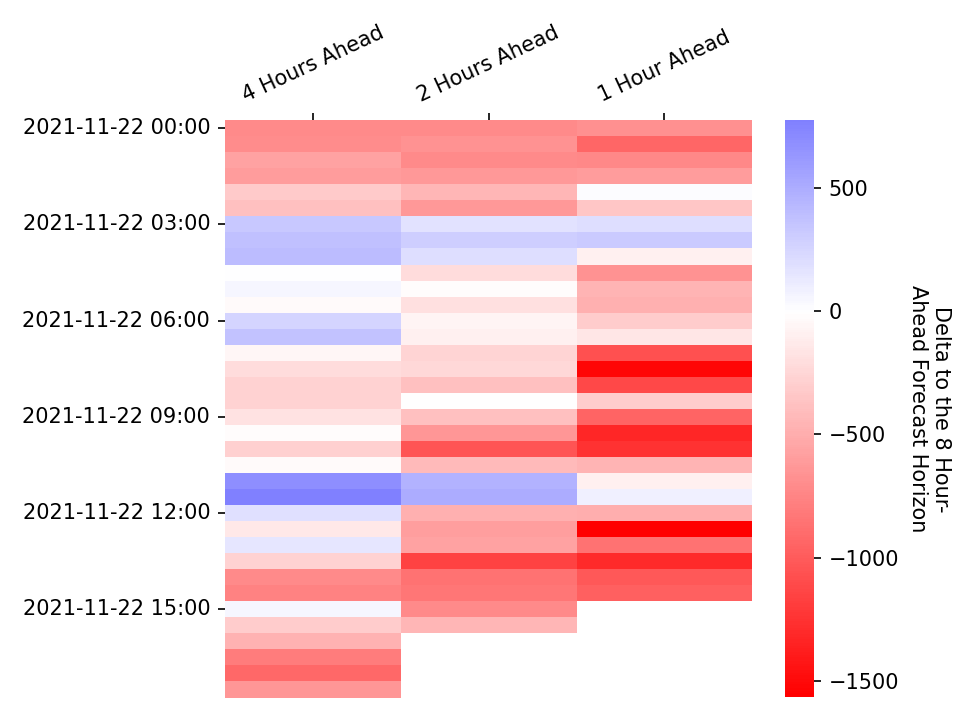 4 Hours Ahead
2 Hours Ahead
1 Hour Ahead
2021-11-22 00:00
2021-11-22 03:00
2021-11-22 06:00
2021-11-22 09:00
2021-11-22 12:00
2021-11-22 15:00
500
0
−500
−1000
−1500
Delta to the 8 Hour-
Ahead Forecast Horizon